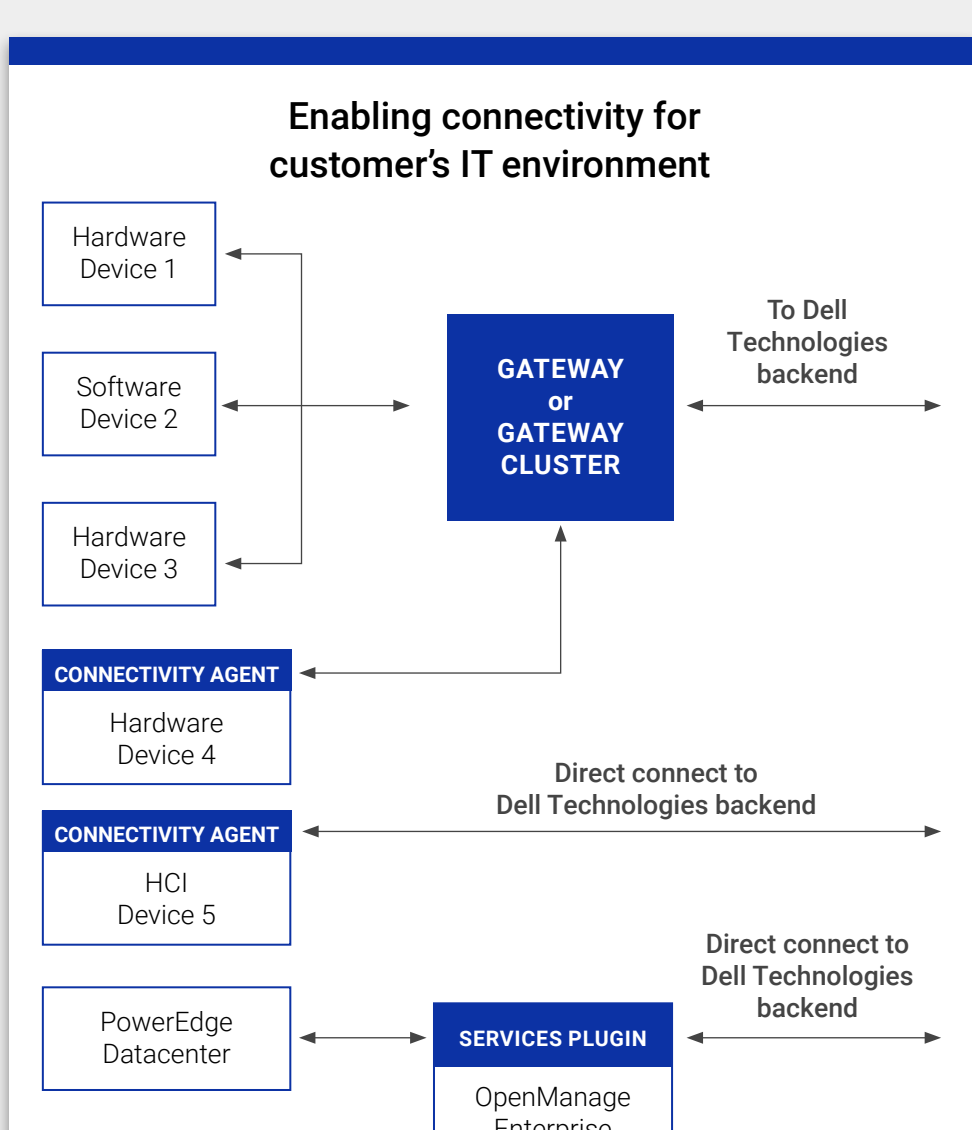 Enabling connectivity for
customer’s IT environment
Hardware
Device 1
Software
Device 2
Hardware
Device 3
GATEWAY
or
GATEWAY
CLUSTER
To Dell
Technologies
backend
CONNECTIVITY AGENT
Hardware
Device 4
CONNECTIVITY AGENT
HCI
Device 5
Direct connect to
Dell Technologies backend
PowerEdge
Datacenter
SERVICES PLUGIN
OpenManage
Enterprise
Direct connect to
Dell Technologies
backend